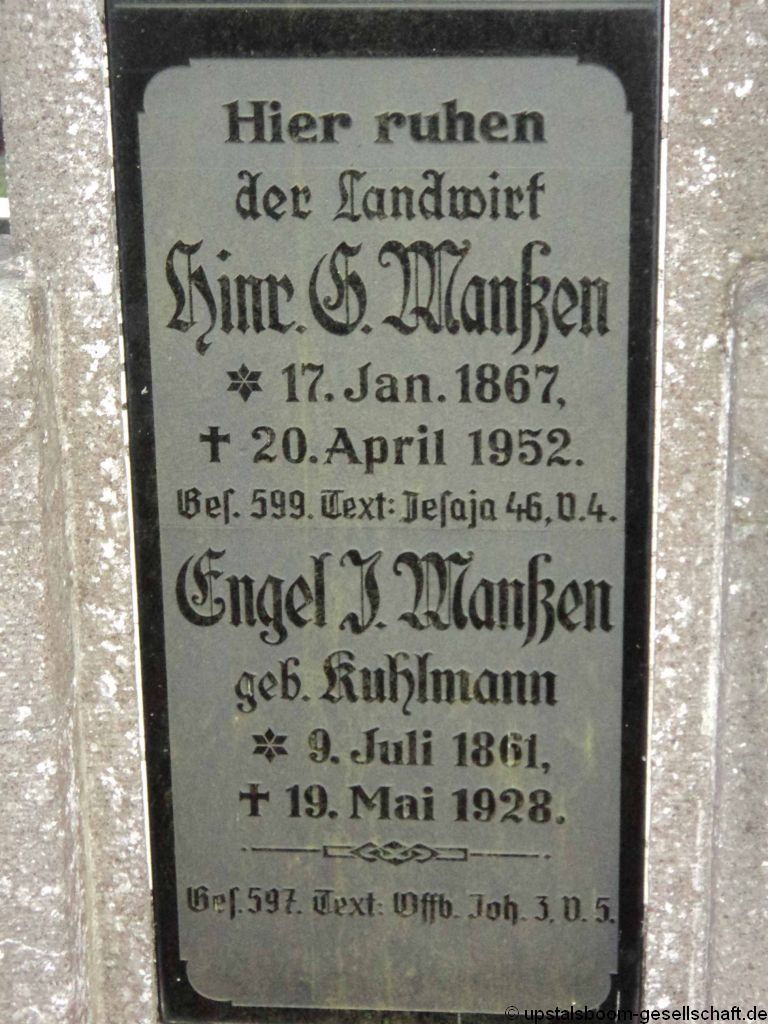 Hier ruhen
der Landwirt
Hinr. G. Manßen
* 17. Jan. 1867,
† 20. April 1952.
Ges. 599. Text: Jesaja 46, V. 4.
Engel J. Manßen
geb. Kuhlmann
* 9. Juli 1861,
† 19. Mai 1928.
Ges. 597. Text: Offb. Joh. 3, V. 5.
© upstalsboom-gesellschaft.de